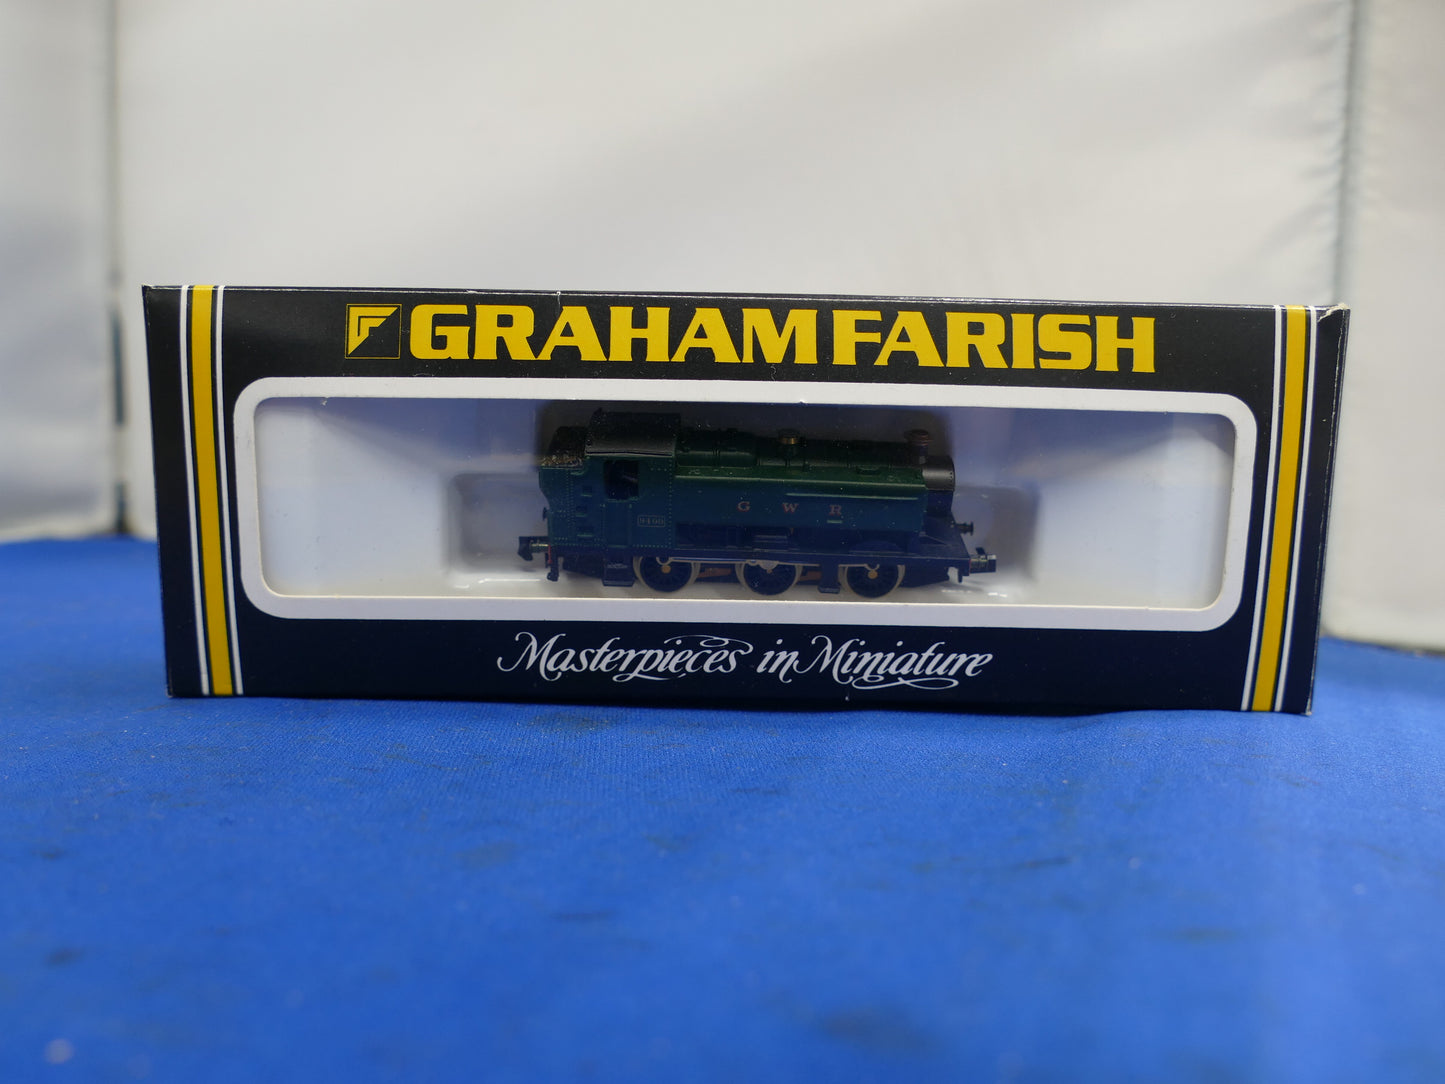 GRAHAM FARISH
G W R
Masterpieces in Miniature